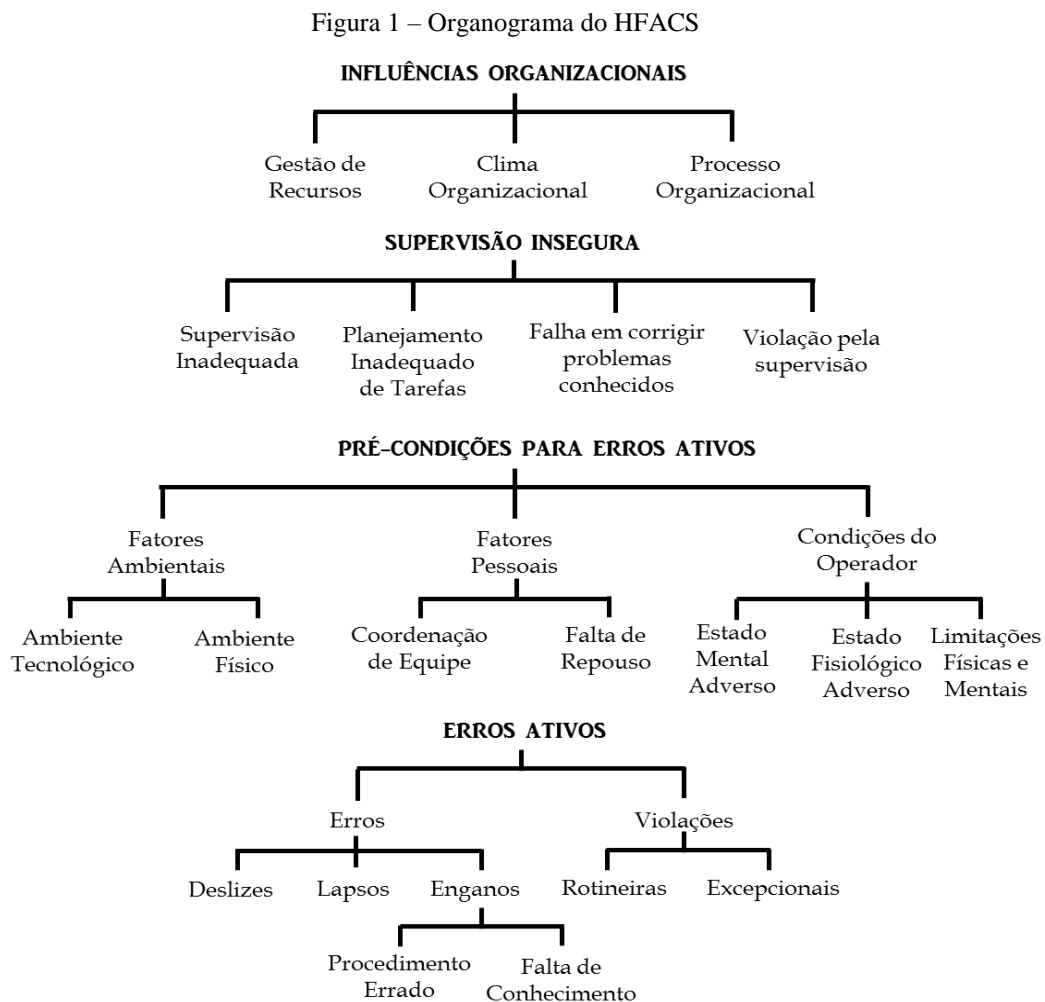 Figura 1 – Organograma do HFACS
INFLUÊNCIAS ORGANIZACIONAIS
Gestão de
Recursos
Clima
Organizacional
Processo
Organizacional
SUPERVISÃO INSEGURA
Supervisão
Inadequada
Planejamento
Inadequado
de Tarefas
Falha em corrigir
problemas
conhecidos
Violação pela
supervisão
PRÉ-CONDIÇÕES PARA ERROS ATIVOS
Fatores
Ambientais
Fatores
Pessoais
Condições do
Operador
Ambiente
Tecnológico
Ambiente
Físico
Coordenação
de Equipe
Falta de
Repouso
Estado
Mental
Adverso
Estado
Fisiológico
Adverso
Limitações
Físicas e
Mentais
ERROS ATIVOS
Erros
Violações
Deslizes
Lapsos
Enganos
Rotineiras
Excepcionais
Procedimento
Errado
Falta de
Conhecimento